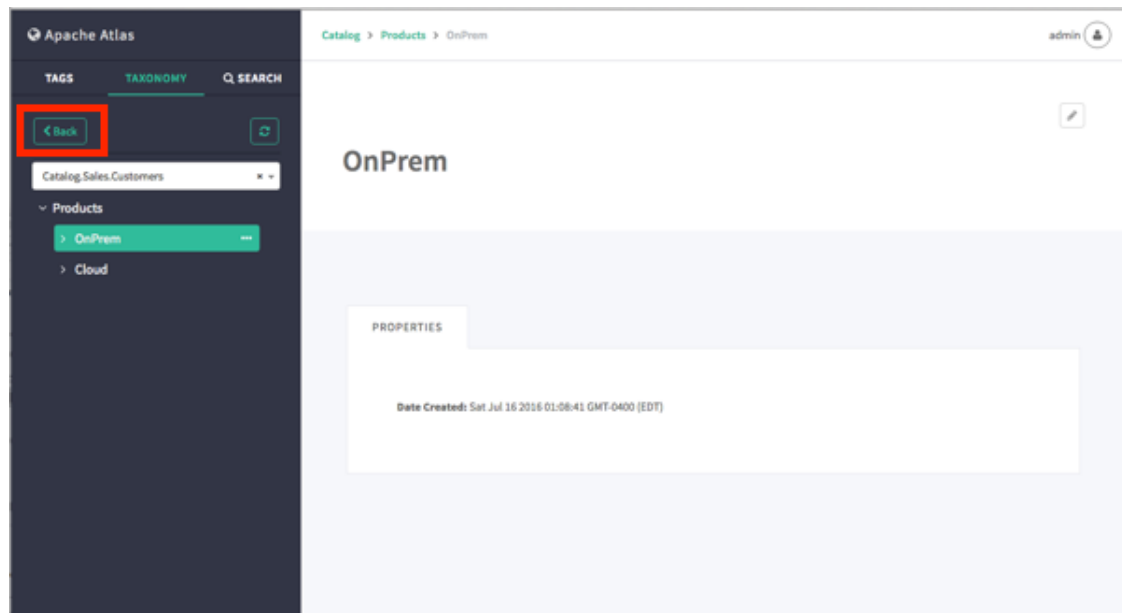 Apache Atlas
Catalog > Products > OnPrem
admin
TAGS TAXONOMY SEARCH
Back
OnPrem
Catalog.Sales.Customers
Products
OnPrem
Cloud
PROPERTIES
Date Created: Sat Jul 16 2016 01:08:41 GMT-0400 (EDT)